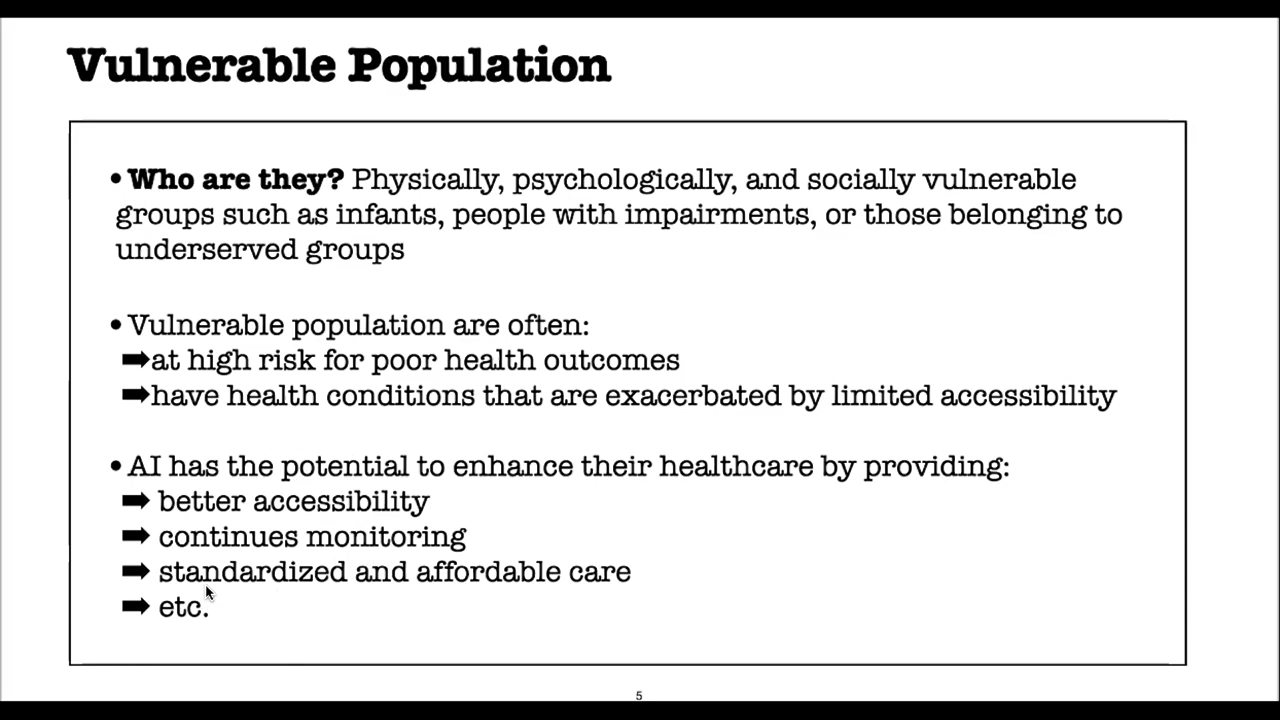 Vulnerable Population
• Who are they? Physically, psychologically, and socially vulnerable
groups such as infants, people with impairments, or those belonging to
underserved groups
• Vulnerable population are often:
➡at high risk for poor health outcomes
➡have health conditions that are exacerbated by limited accessibility
• AI has the potential to enhance their healthcare by providing:
➡ better accessibility
➡ continues monitoring
➡ standardized and affordable care
➡ etc.
5